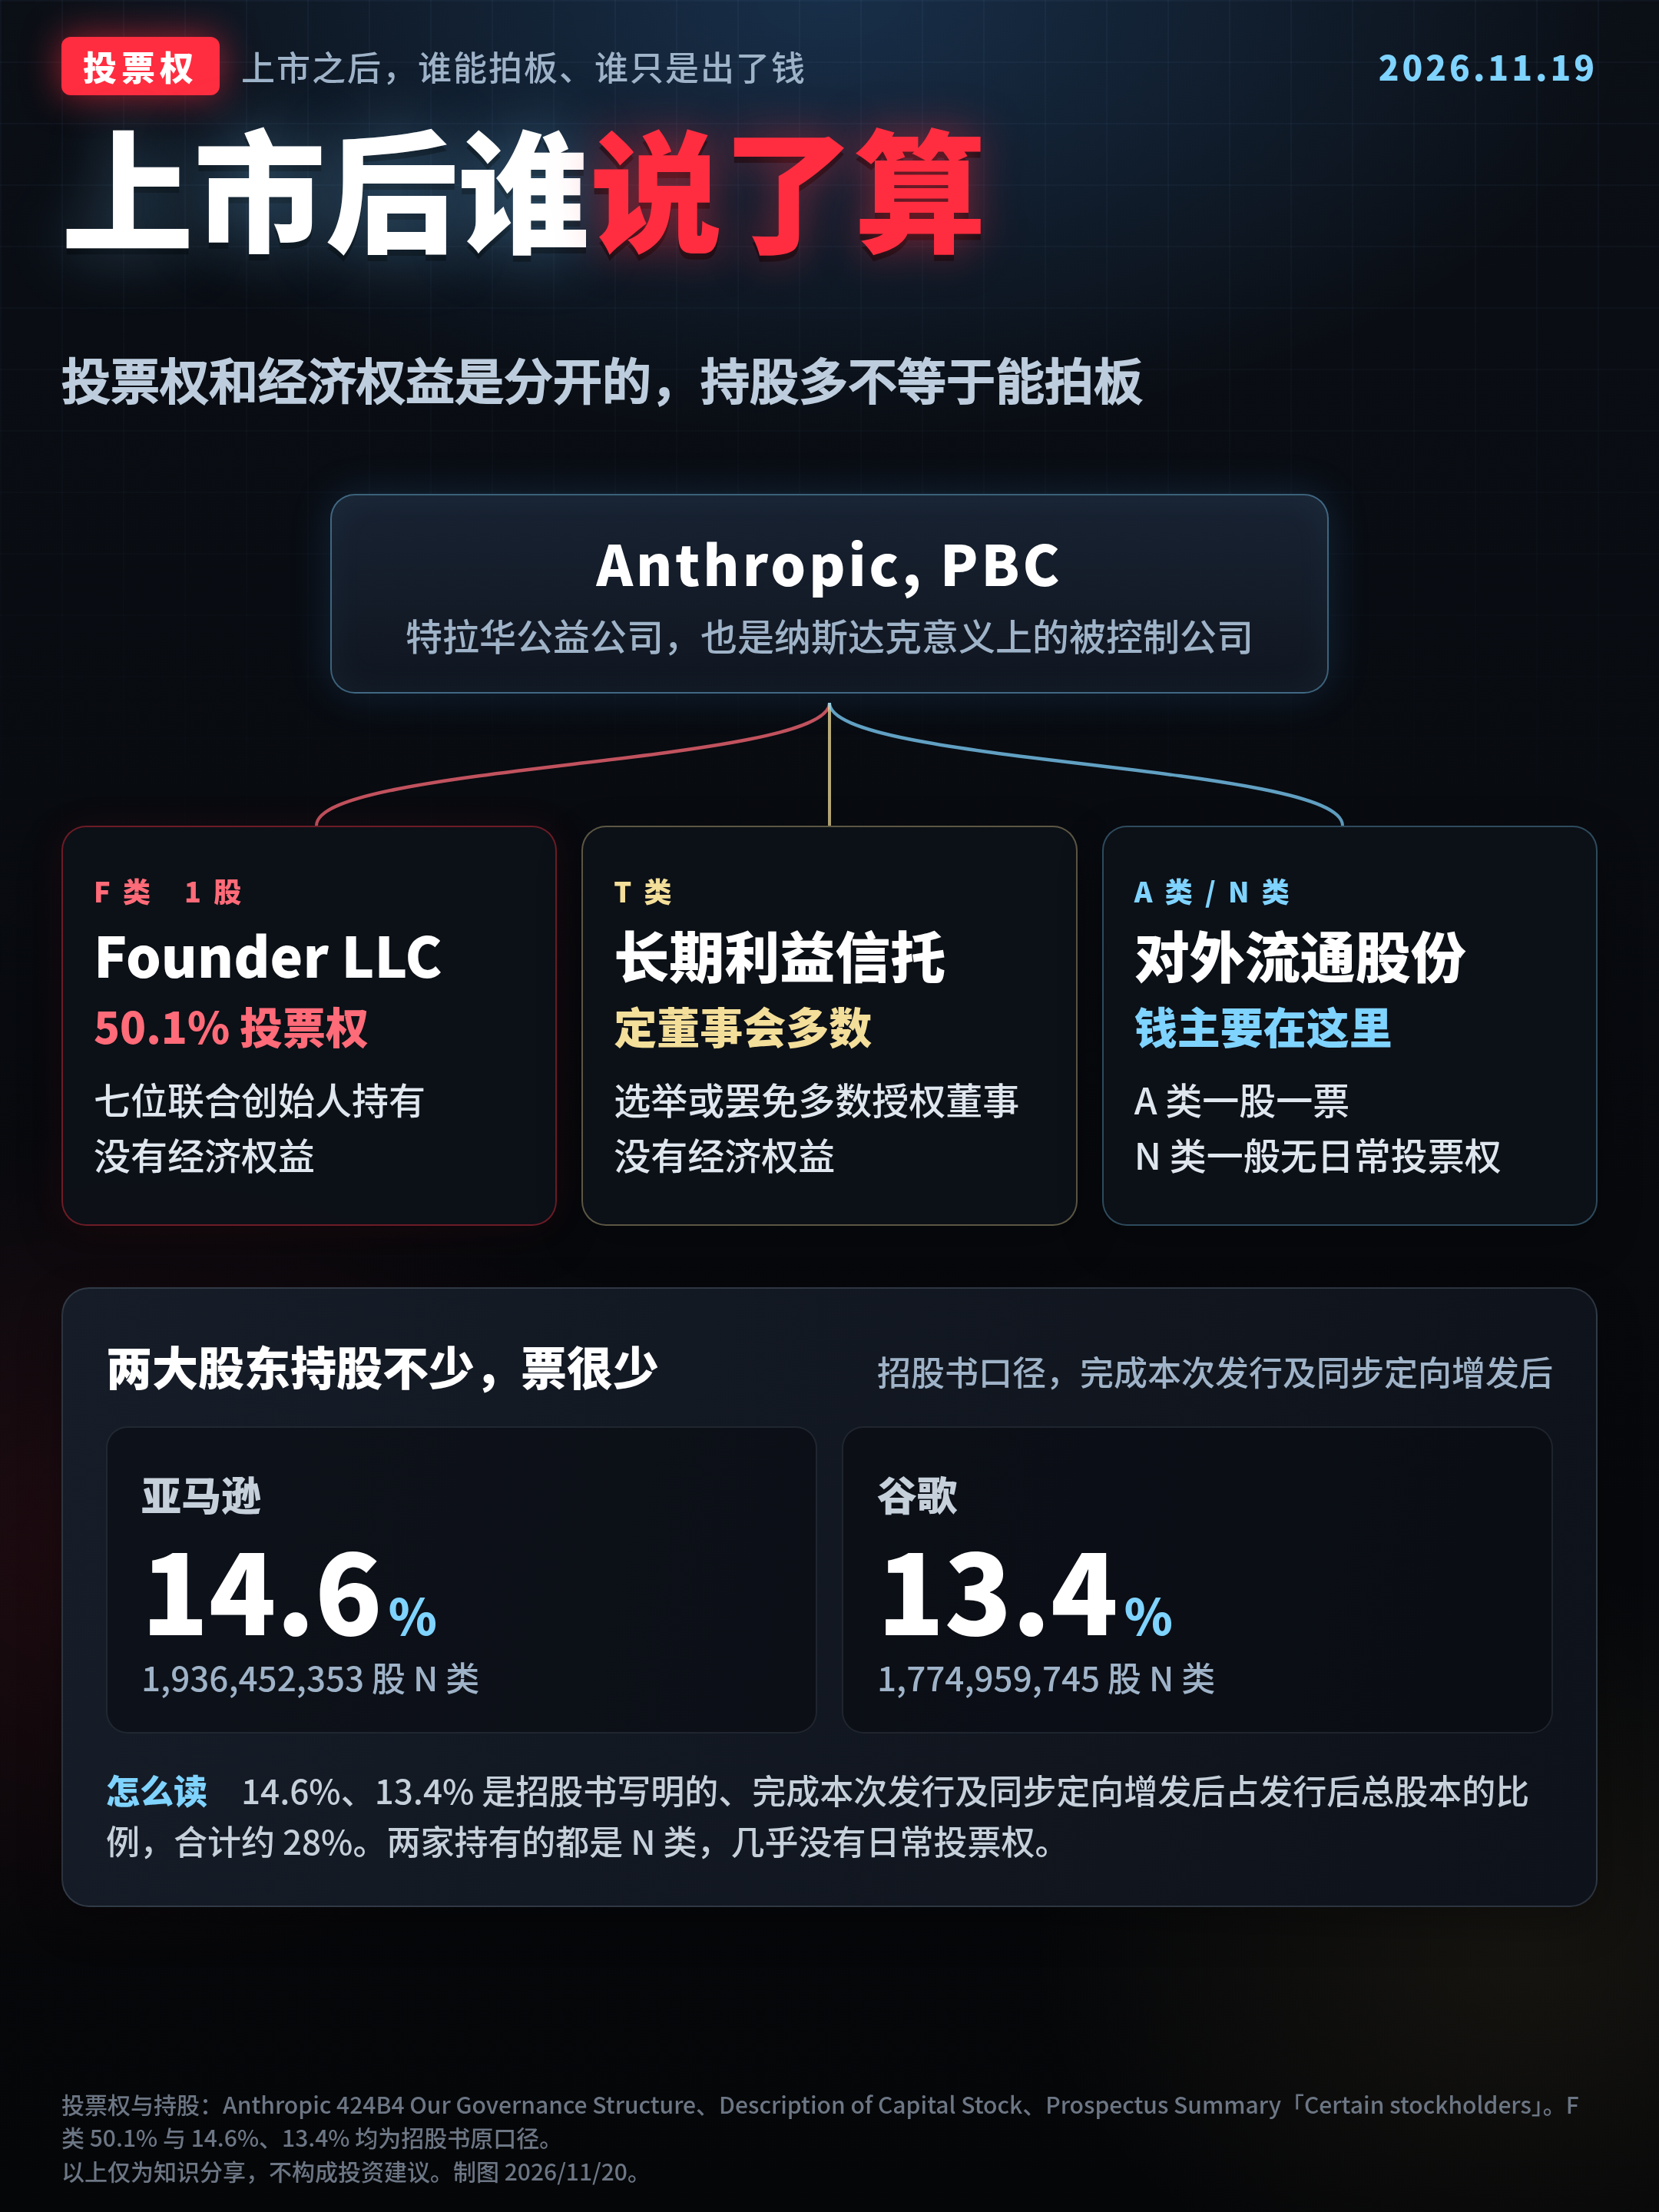 投票权 上市之后，谁能拍板、谁只是出了钱 2026.11.19
上市后谁说了算
投票权和经济权益是分开的，持股多不等于能拍板
Anthropic, PBC
特拉华公益公司，也是纳斯达克意义上的被控制公司
F 类 1 股
Founder LLC
50.1% 投票权
七位联合创始人持有
没有经济权益
T 类
长期利益信托
定董事会多数
选举或罢免多数授权董事
没有经济权益
A 类 / N 类
对外流通股份
钱主要在这里
A 类一股一票
N 类一般无日常投票权
两大股东持股不少，票很少
招股书口径，完成本次发行及同步定向增发后
亚马逊
14.6%
1,936,452,353 股 N 类
谷歌
13.4%
1,774,959,745 股 N 类
怎么读 14.6%、13.4% 是招股书写明的、完成本次发行及同步定向增发后占发行后总股本的比
例，合计约 28%。两家持有的都是 N 类，几乎没有日常投票权。
投票权与持股：Anthropic 424B4 Our Governance Structure、Description of Capital Stock、Prospectus Summary「Certain stockholders」。F
类 50.1% 与 14.6%、13.4% 均为招股书原口径。
以上仅为知识分享，不构成投资建议。制图 2026/11/20。